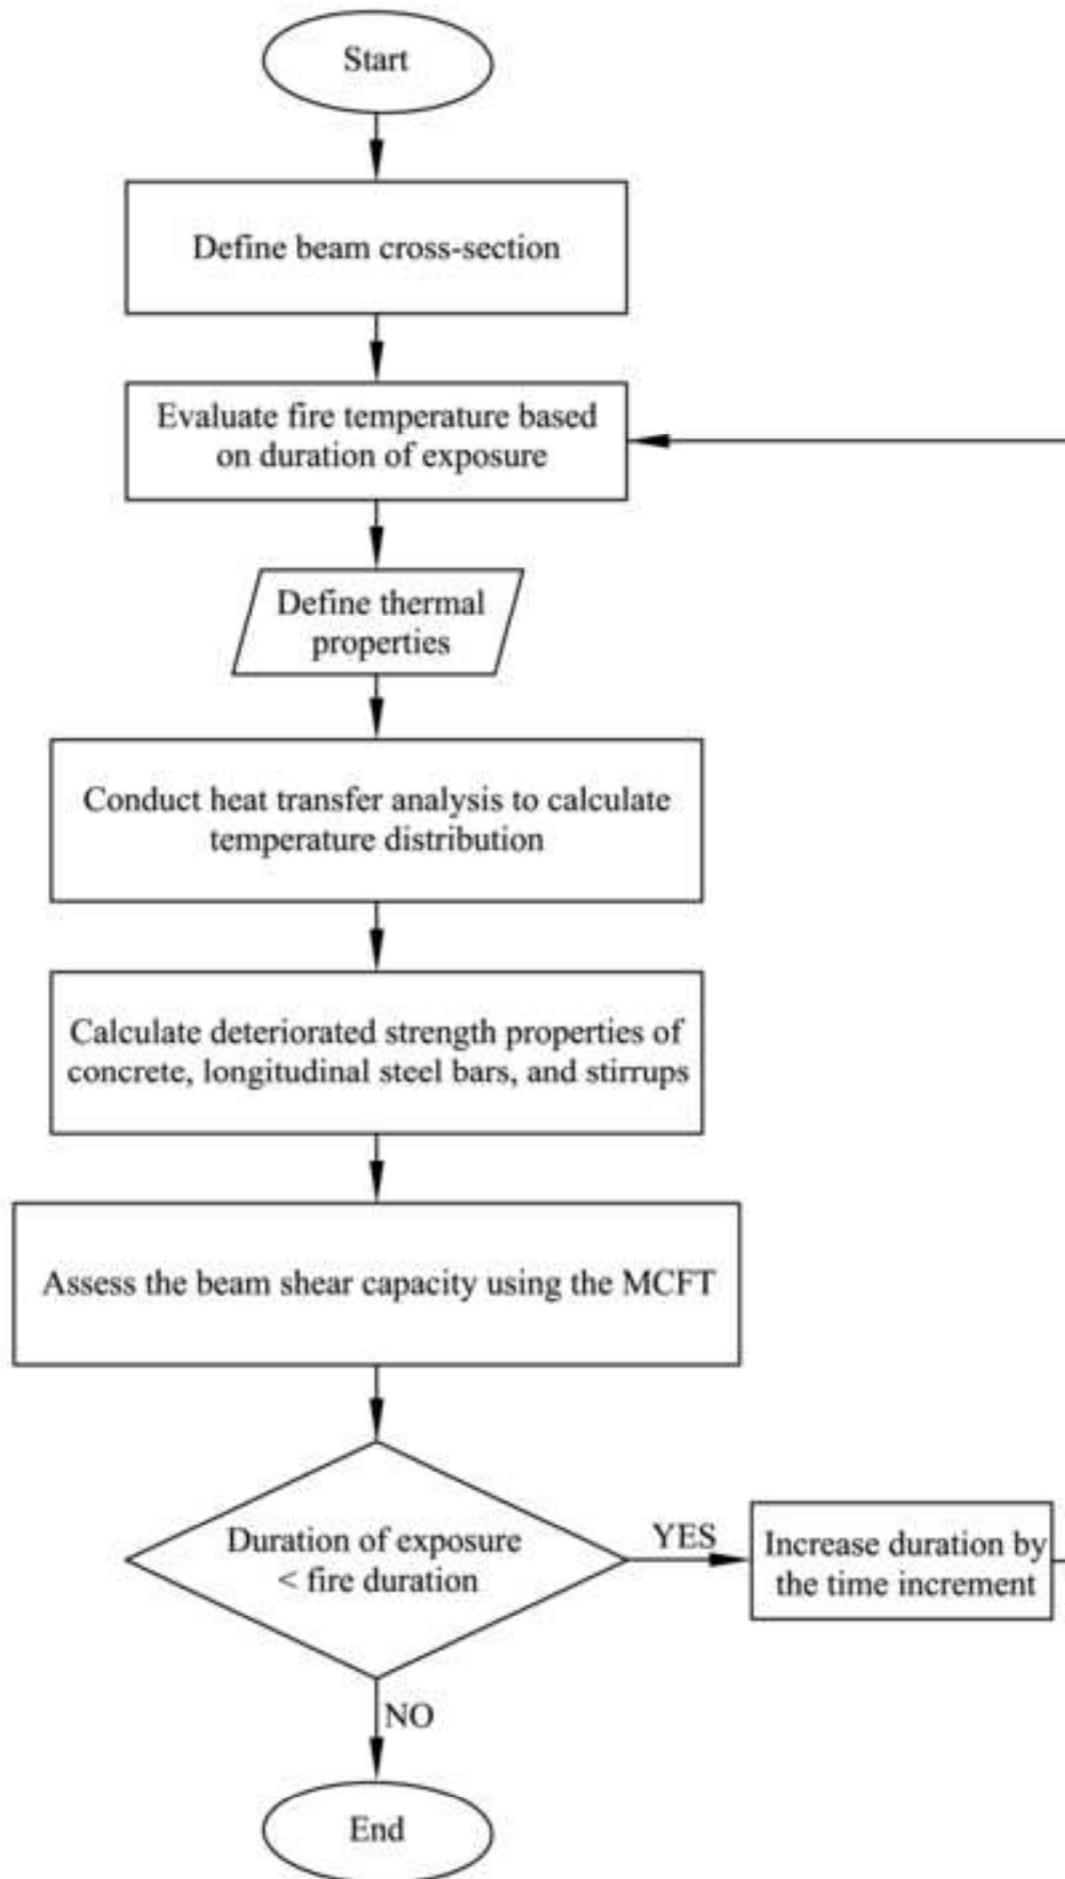 Start
Define beam cross-section
Evaluate fire temperature based
on duration of exposure
Define thermal
properties
Conduct heat transfer analysis to calculate
temperature distribution
Calculate deteriorated strength properties of
concrete, longitudinal steel bars, and stirrups
Assess the beam shear capacity using the MCFT
Duration of exposure
< fire duration
YES
Increase duration by
the time increment
NO
End